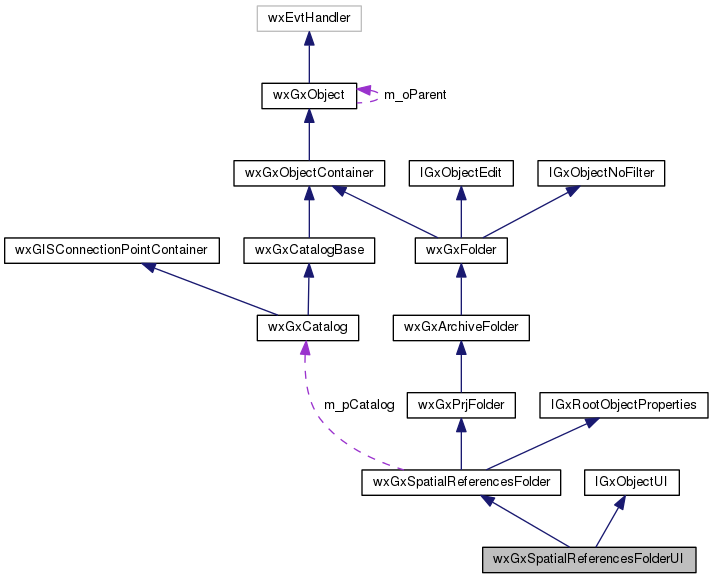 wxEvtHandler
wxGxObject
m_oParent
wxGxObjectContainer
IGxObjectEdit
IGxObjectNoFilter
wxGISConnectionPointContainer
wxGxCatalogBase
wxGxFolder
wxGxCatalog
wxGxArchiveFolder
m_pCatalog
wxGxPrjFolder
IGxRootObjectProperties
wxGxSpatialReferencesFolder
IGxObjectUI
wxGxSpatialReferencesFolderUI